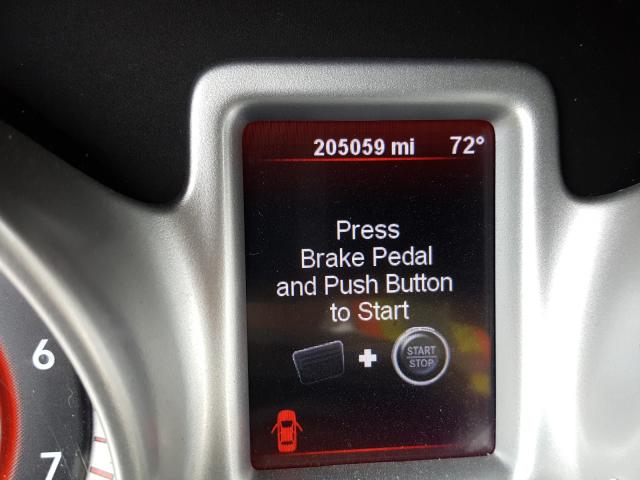 205059 mi 72°
Press
Brake Pedal
and Push Button
to Start
START
STOP
6
7